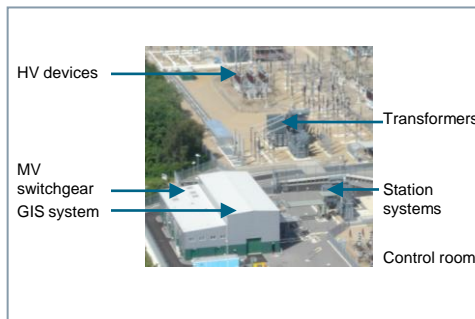 HV devices
Transformers
MV
switchgear
GIS system
Station
systems
Control room